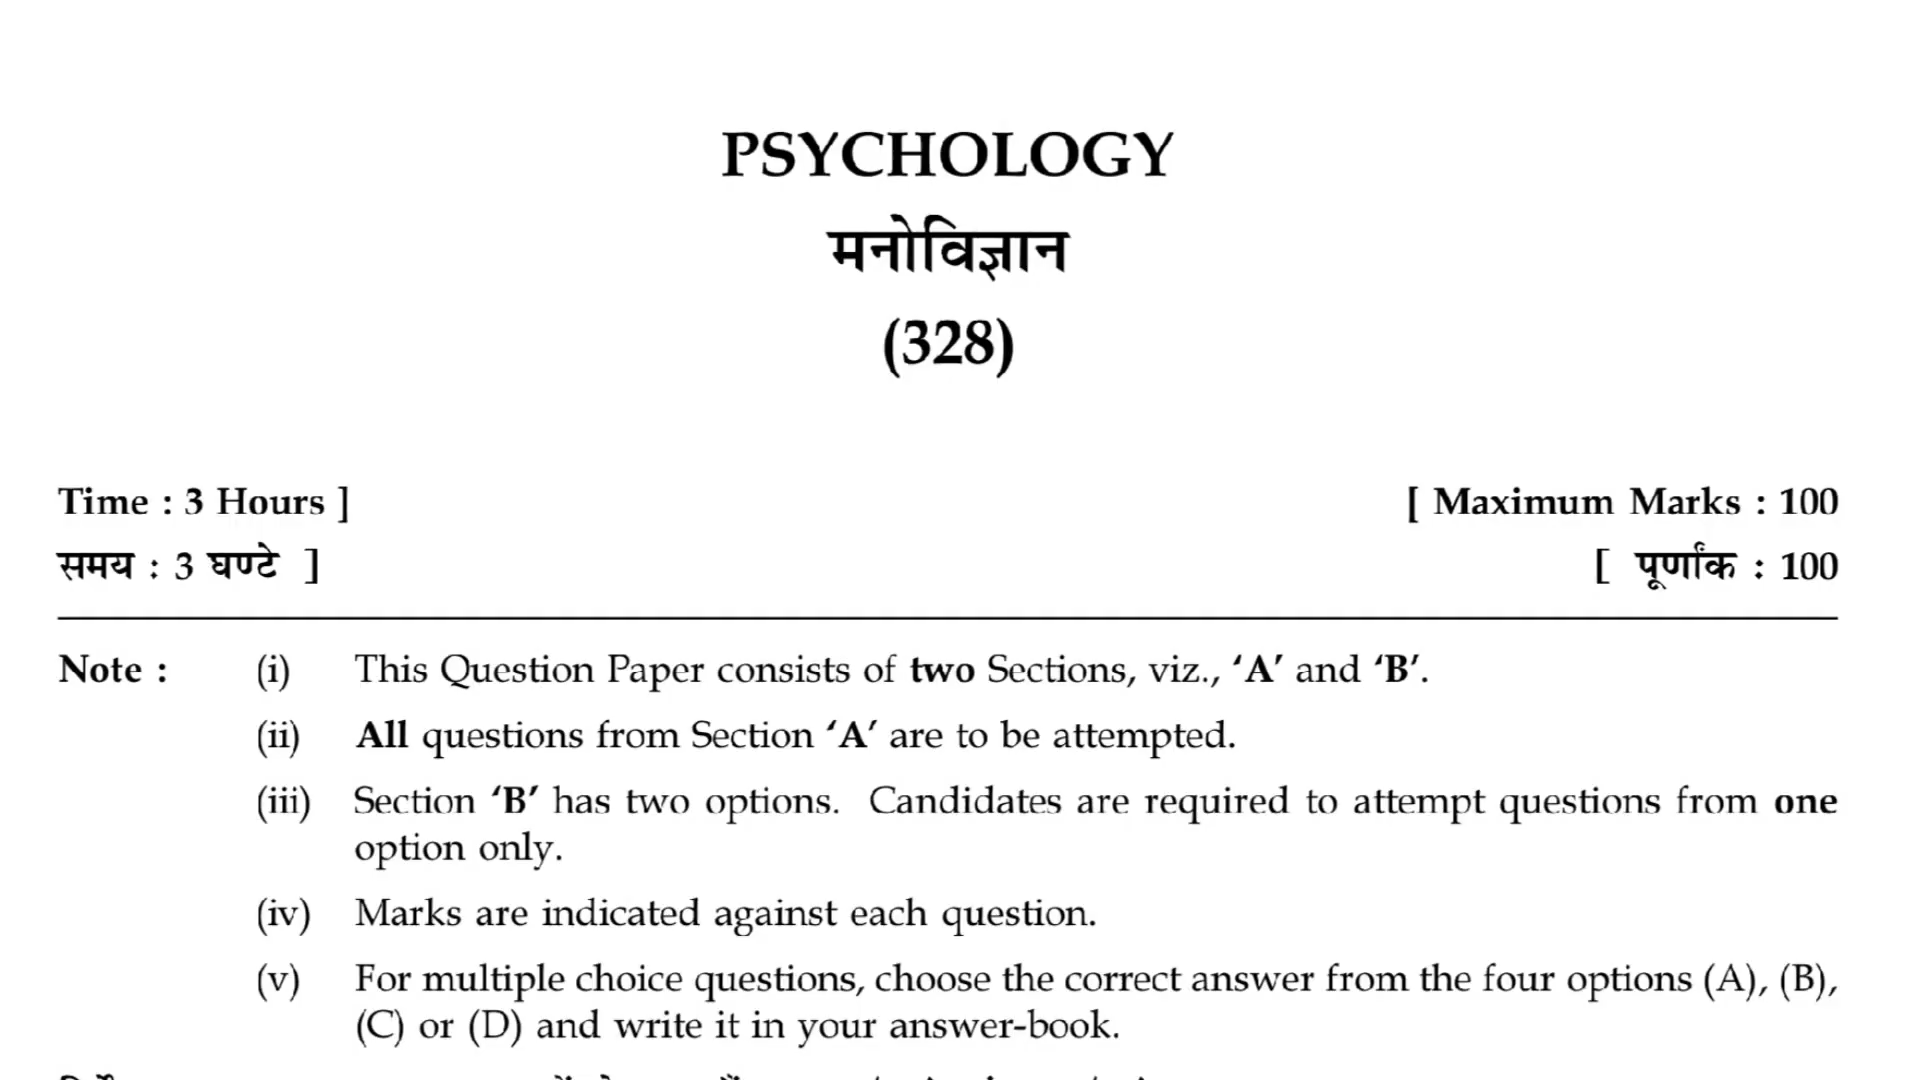 PSYCHOLOGY
मनोविज्ञान
(328)
Time : 3 Hours ] [ Maximum Marks : 100
समय : 3 घण्टे ] [ पूर्णांक : 100
Note : (i) This Question Paper consists of two Sections, viz., ‘A’ and ‘B’.
(ii) All questions from Section ‘A’ are to be attempted.
(iii) Section ‘B’ has two options. Candidates are required to attempt questions from one
option only.
(iv) Marks are indicated against each question.
(v) For multiple choice questions, choose the correct answer from the four options (A), (B),
(C) or (D) and write it in your answer-book.